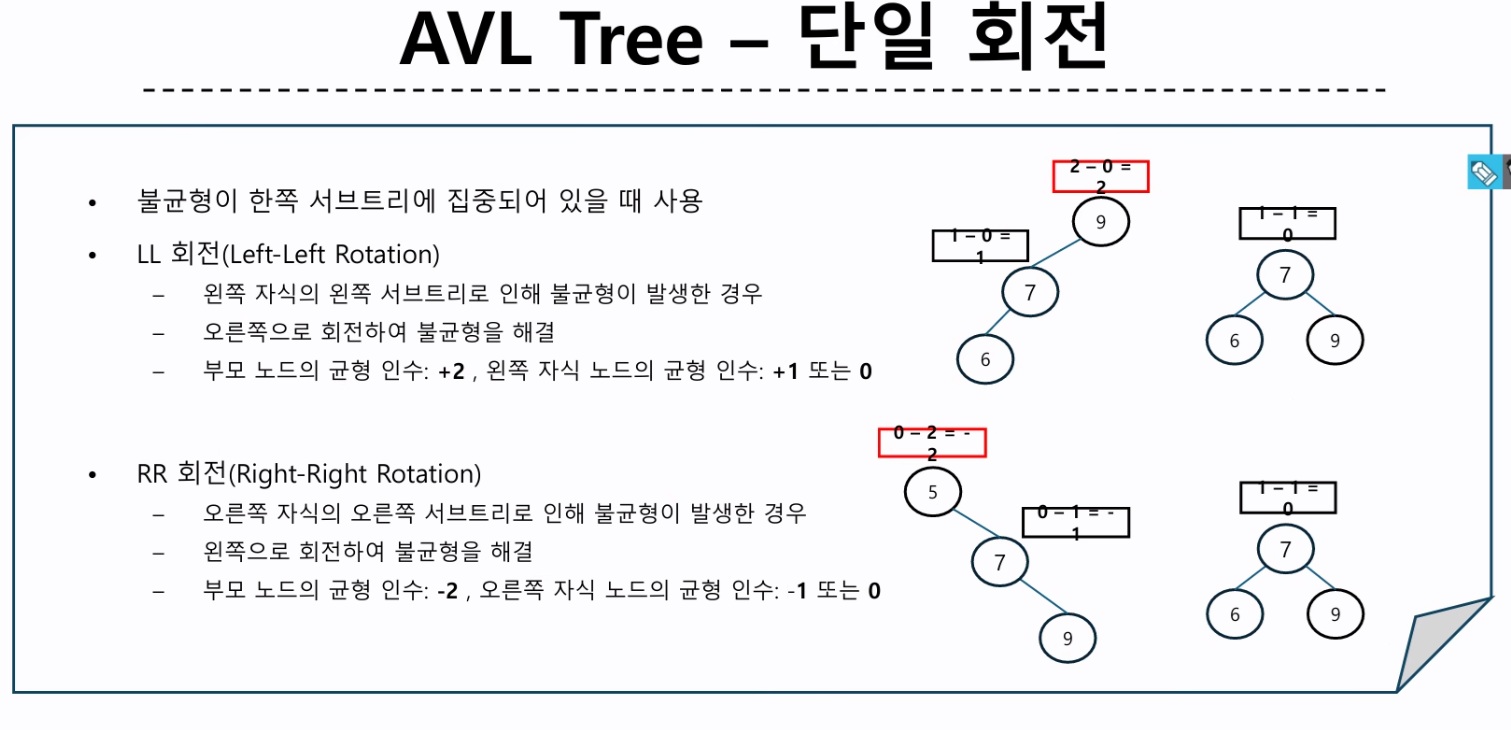 AVL Tree – 단일 회전
• 불균형이 한쪽 서브트리에 집중되어 있을 때 사용
• LL 회전(Left-Left Rotation)
– 왼쪽 자식의 왼쪽 서브트리로 인해 불균형이 발생한 경우
– 오른쪽으로 회전하여 불균형을 해결
– 부모 노드의 균형 인수: +2 , 왼쪽 자식 노드의 균형 인수: +1 또는 0
2 – 0 =
2
9
1 – 0 =
1
7
6
1 – 1 =
0
7
6
9
• RR 회전(Right-Right Rotation)
– 오른쪽 자식의 오른쪽 서브트리로 인해 불균형이 발생한 경우
– 왼쪽으로 회전하여 불균형을 해결
– 부모 노드의 균형 인수: -2 , 오른쪽 자식 노드의 균형 인수: -1 또는 0
0 – 2 = -
2
5
0 – 1 = -
1
7
9
1 – 1 =
0
7
6
9